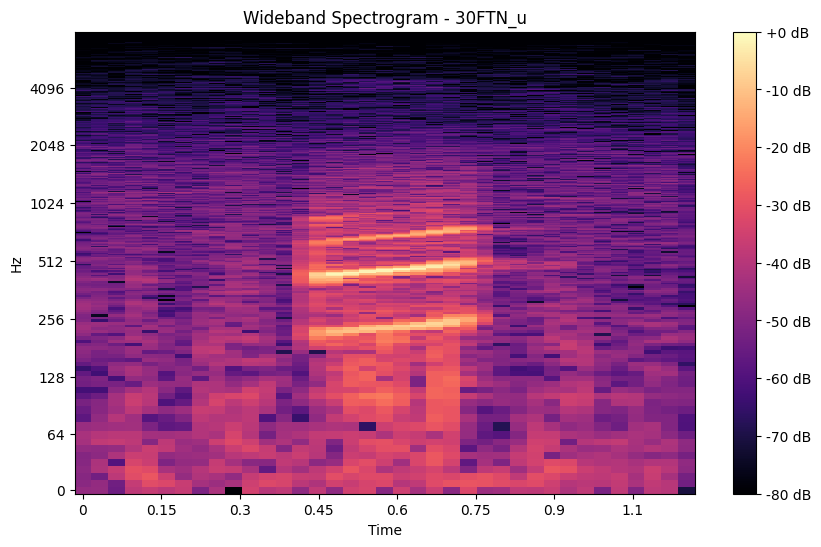 Wideband Spectrogram - 30FTN_u
Hz
4096
2048
1024
512
256
128
64
0
0 0.15 0.3 0.45 0.6 0.75 0.9 1.1
Time
+0 dB
-10 dB
-20 dB
-30 dB
-40 dB
-50 dB
-60 dB
-70 dB
-80 dB